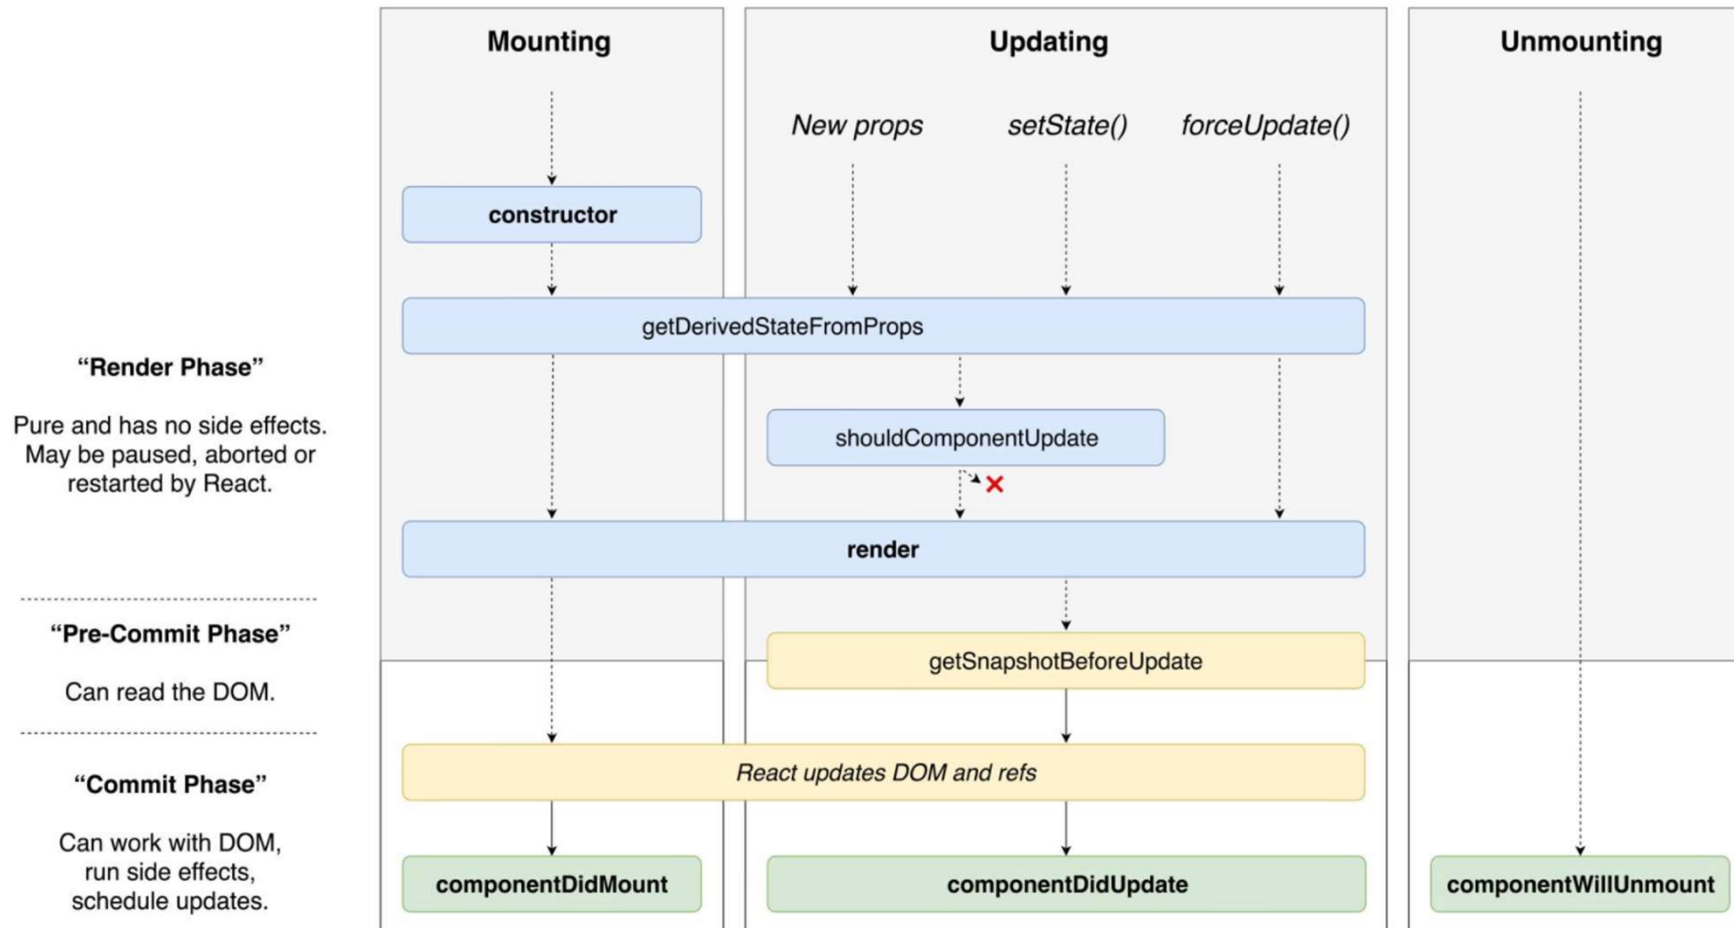 Mounting
Updating
Unmounting
New props
setState()
forceUpdate()
constructor
getDerivedStateFromProps
“Render Phase”
Pure and has no side effects.
May be paused, aborted or
restarted by React.
shouldComponentUpdate
render
“Pre-Commit Phase”
Can read the DOM.
getSnapshotBeforeUpdate
“Commit Phase”
Can work with DOM,
run side effects,
schedule updates.
React updates DOM and refs
componentDidMount
componentDidUpdate
componentWillUnmount